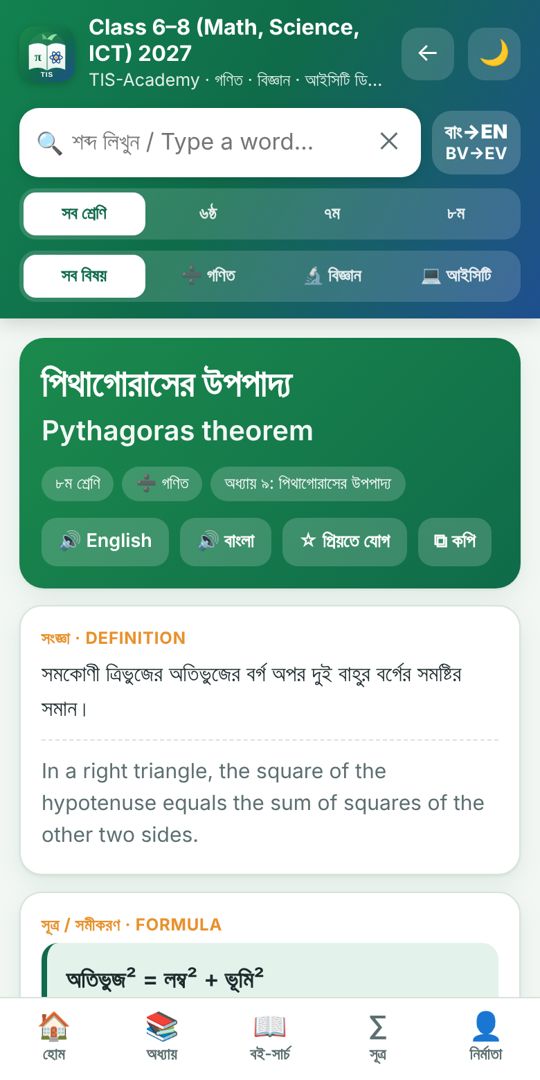 Class 6–8 (Math, Science,
ICT) 2027
TIS-Academy · গণিত · বিজ্ঞান · আইসিটি ডি...
π
TIS
শব্দ লিখুন / Type a word...
বাং→EN
BV→EV
সব শ্রেণি ৬ষ্ঠ ৭ম ৮ম
সব বিষয় ➗ গণিত 🔬 বিজ্ঞান 💻 আইসিটি
পিথাগোরাসের উপপাদ্য
Pythagoras theorem
৮ম শ্রেণি ➗ গণিত অধ্যায় ৯: পিথাগোরাসের উপপাদ্য
🔊 English 🔊 বাংলা ☆ প্রিয়তে যোগ ⧉ কপি
সংজ্ঞা · DEFINITION
সমকোণী ত্রিভুজের অতিভুজের বর্গ অপর দুই বাহুর বর্গের সমষ্টির
সমান।
In a right triangle, the square of the
hypotenuse equals the sum of squares of the
other two sides.
সূত্র / সমীকরণ · FORMULA
অতিভুজ² = লম্ব² + ভূমি²
হোম অধ্যায় বই-সার্চ সূত্র নির্মাতা